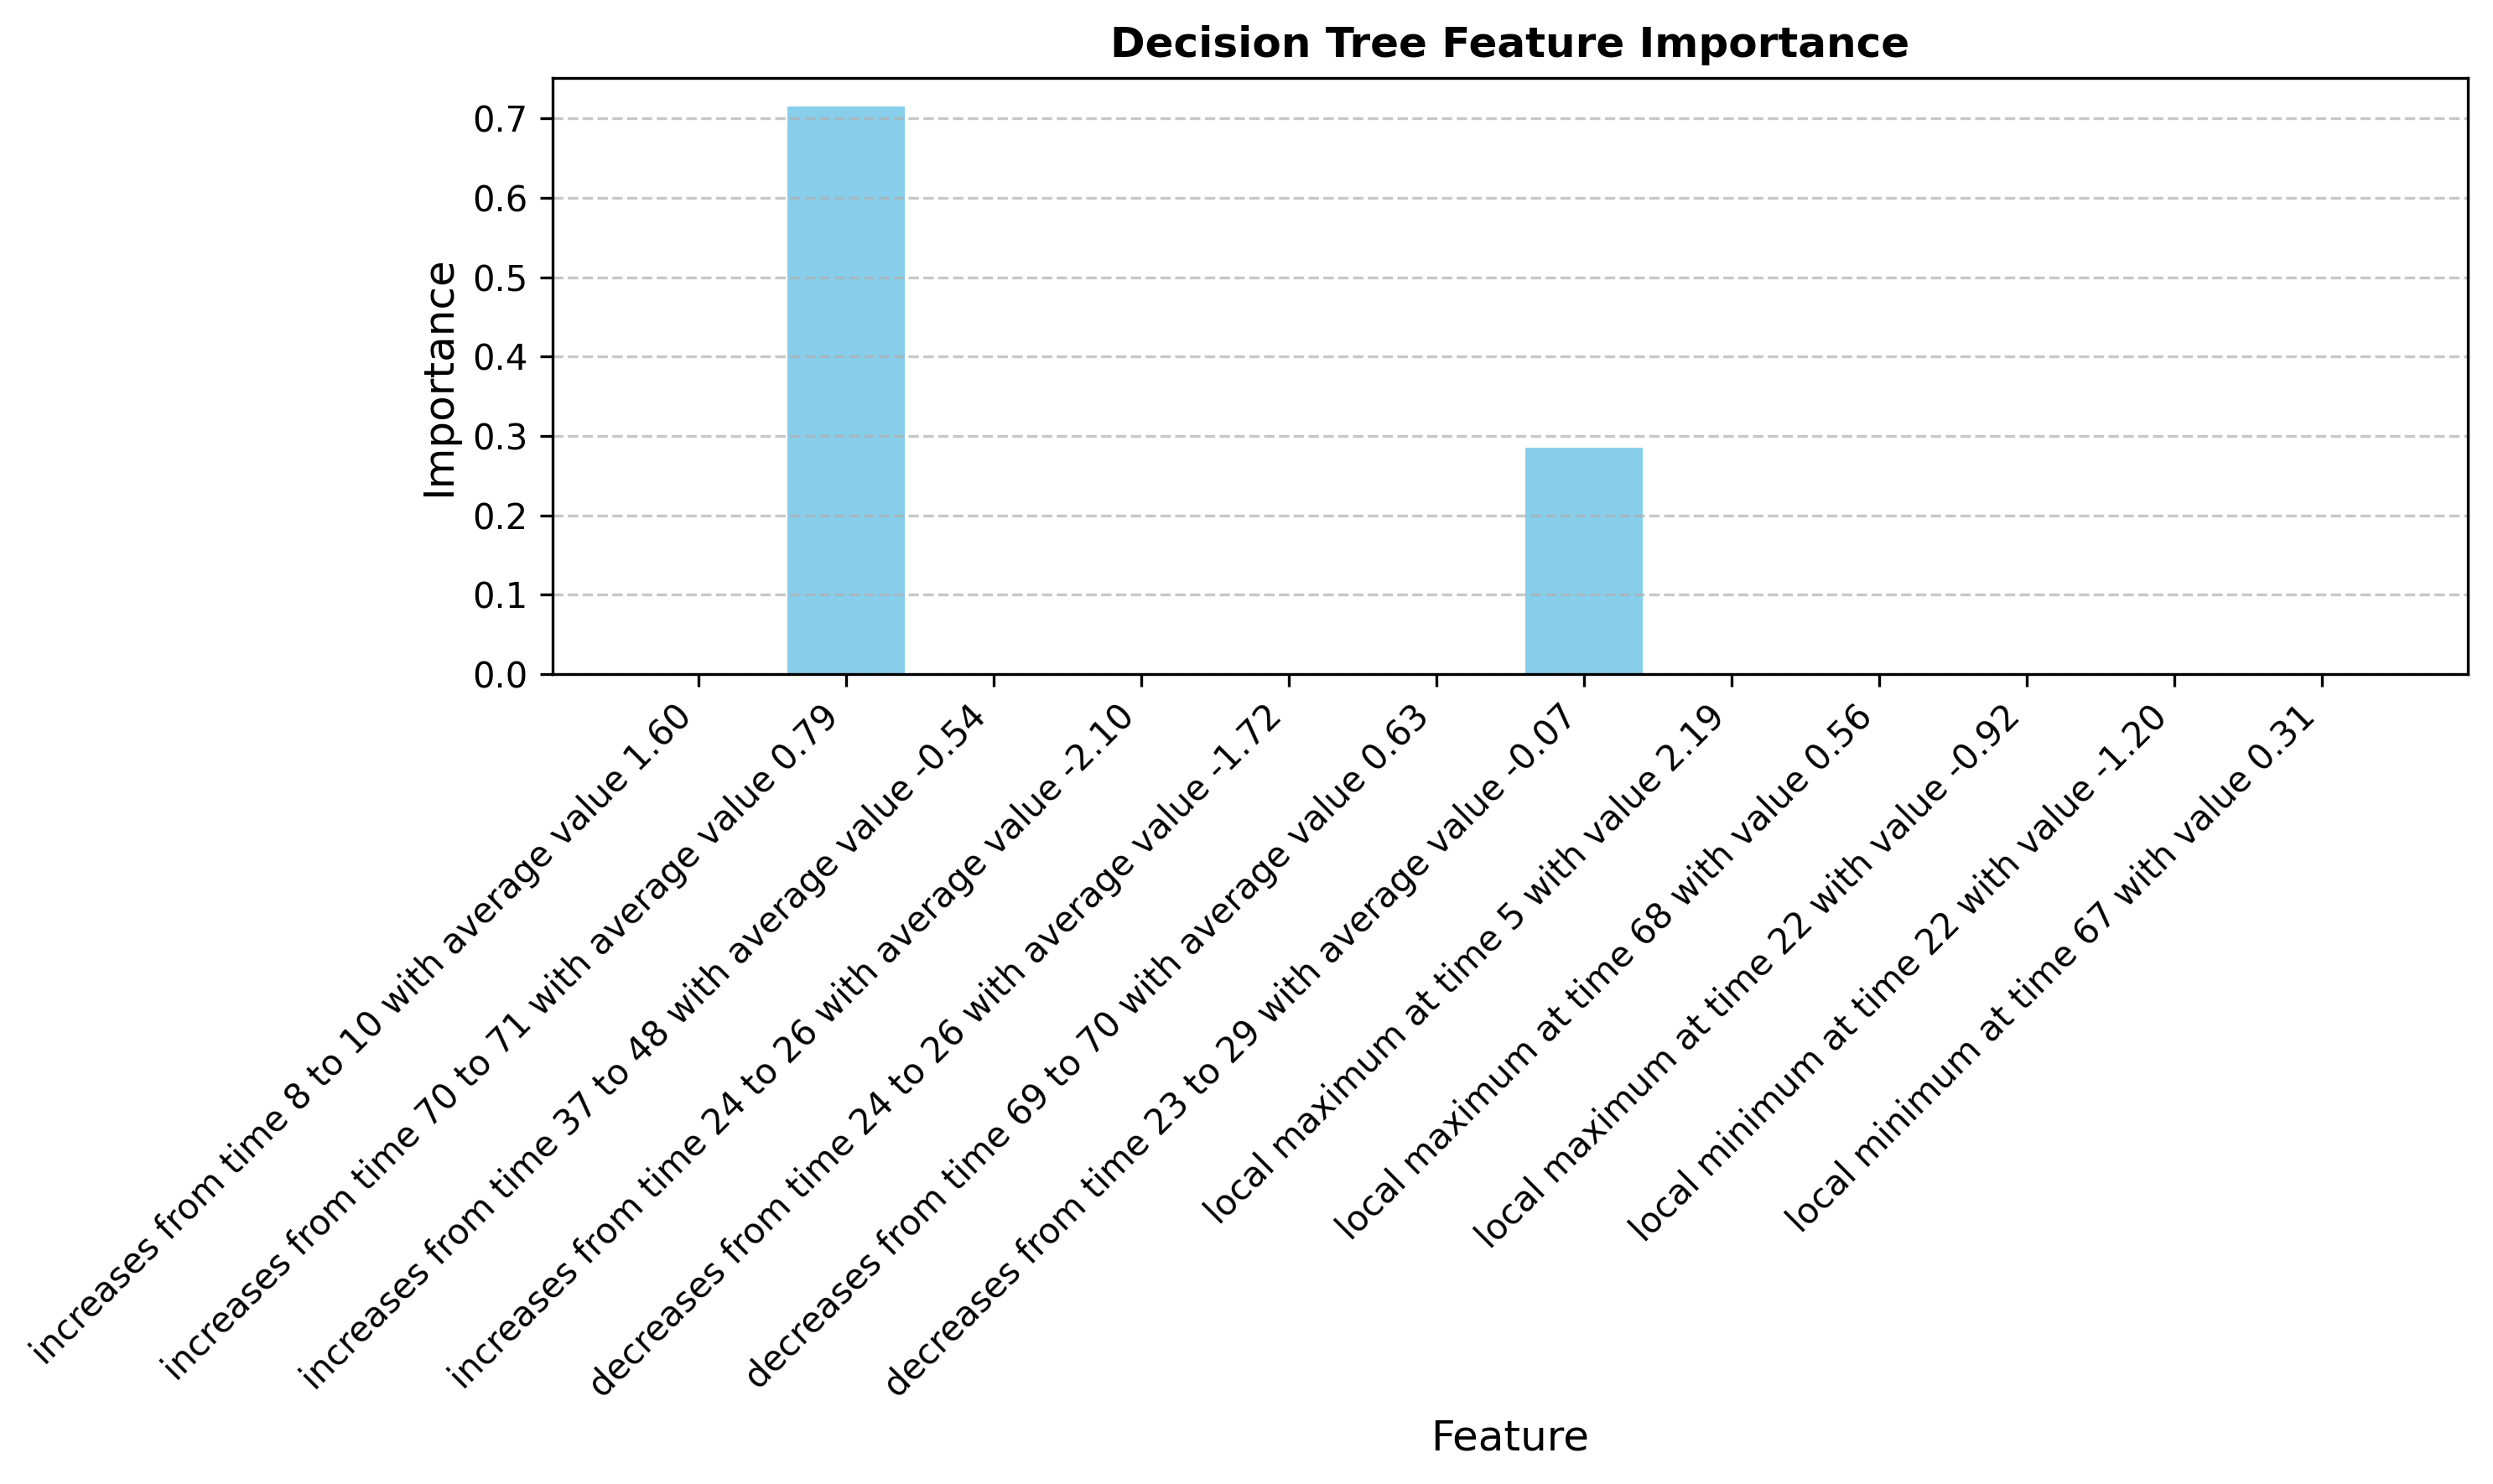 Decision Tree Feature Importance
Importance
0.7
0.6
0.5
0.4
0.3
0.2
0.1
0.0
increases from time 8 to 10 with average value 1.60
increases from time 70 to 71 with average value 0.79
increases from time 37 to 48 with average value -0.54
increases from time 24 to 26 with average value -2.10
decreases from time 24 to 26 with average value -1.72
decreases from time 69 to 70 with average value 0.63
decreases from time 23 to 29 with average value -0.07
local maximum at time 5 with value 2.19
local maximum at time 68 with value 0.56
local maximum at time 22 with value -0.92
local minimum at time 22 with value -1.20
local minimum at time 67 with value 0.31
Feature